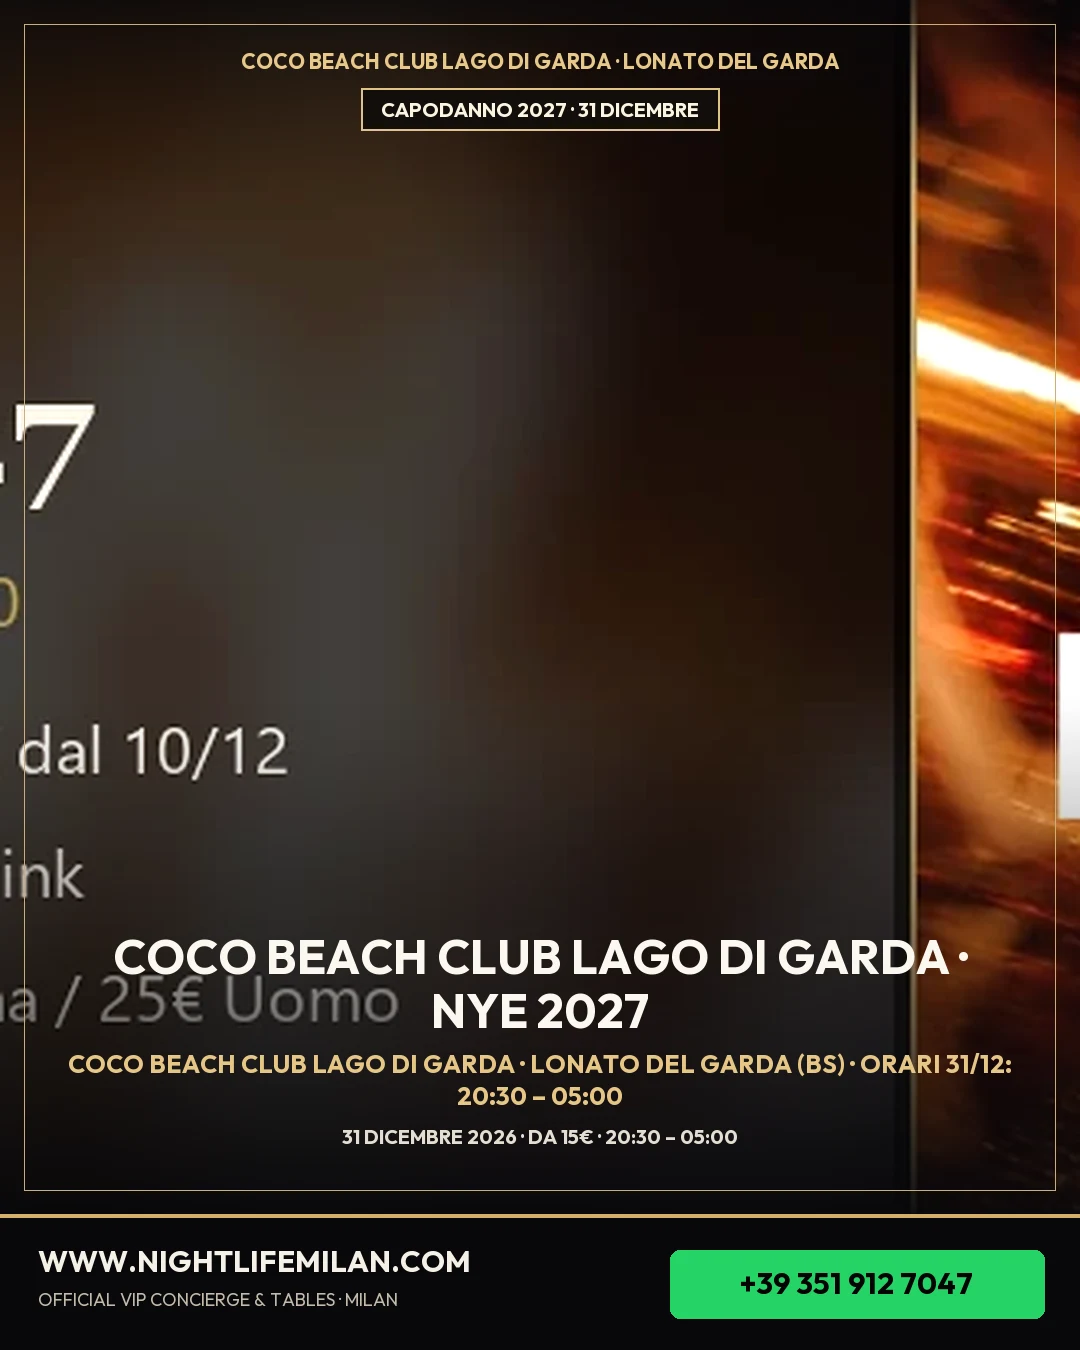 COCO BEACH CLUB LAGO DI GARDA · LONATO DEL GARDA
CAPODANNO 2027 · 31 DICEMBRE
7
0
dal 10/12
ink
a / 25€ Uomo
COCO BEACH CLUB LAGO DI GARDA ·
NYE 2027
COCO BEACH CLUB LAGO DI GARDA · LONATO DEL GARDA (BS) · ORARI 31/12:
20:30 – 05:00
31 DICEMBRE 2026 · DA 15€ · 20:30 – 05:00
WWW.NIGHTLIFEMILAN.COM
OFFICIAL VIP CONCIERGE & TABLES · MILAN
+39 351 912 7047